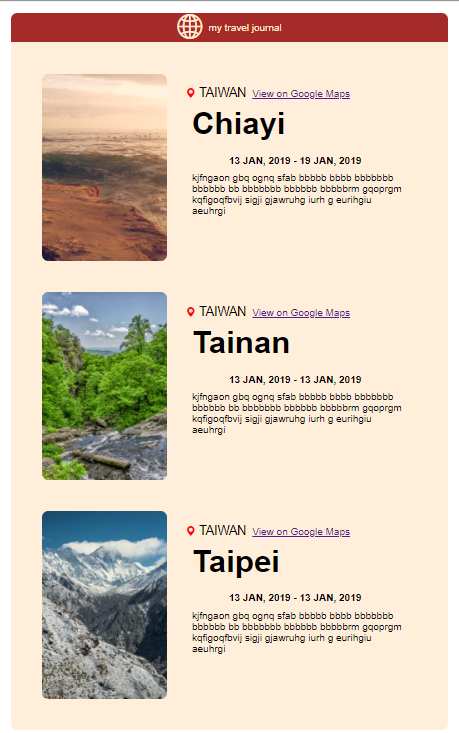 my travel journal
TAIWAN View on Google Maps
Chiayi
13 JAN, 2019 - 19 JAN, 2019
kjfngaon gbq ognq sfab bbbbb bbbb bbbbbbb
bbbbbb bb bbbbbbb bbbbbb bbbbbrm gqoprgm
kqfigoqfbvij sigji gjawruhg iurh g eurihgiu
aeuhrgi
TAIWAN View on Google Maps
Tainan
13 JAN, 2019 - 13 JAN, 2019
kjfngaon gbq ognq sfab bbbbb bbbb bbbbbbb
bbbbbb bb bbbbbbb bbbbbb bbbbbrm gqoprgm
kqfigoqfbvij sigji gjawruhg iurh g eurihgiu
aeuhrgi
TAIWAN View on Google Maps
Taipei
13 JAN, 2019 - 13 JAN, 2019
kjfngaon gbq ognq sfab bbbbb bbbb bbbbbbb
bbbbbb bb bbbbbbb bbbbbb bbbbbrm gqoprgm
kqfigoqfbvij sigji gjawruhg iurh g eurihgiu
aeuhrgi